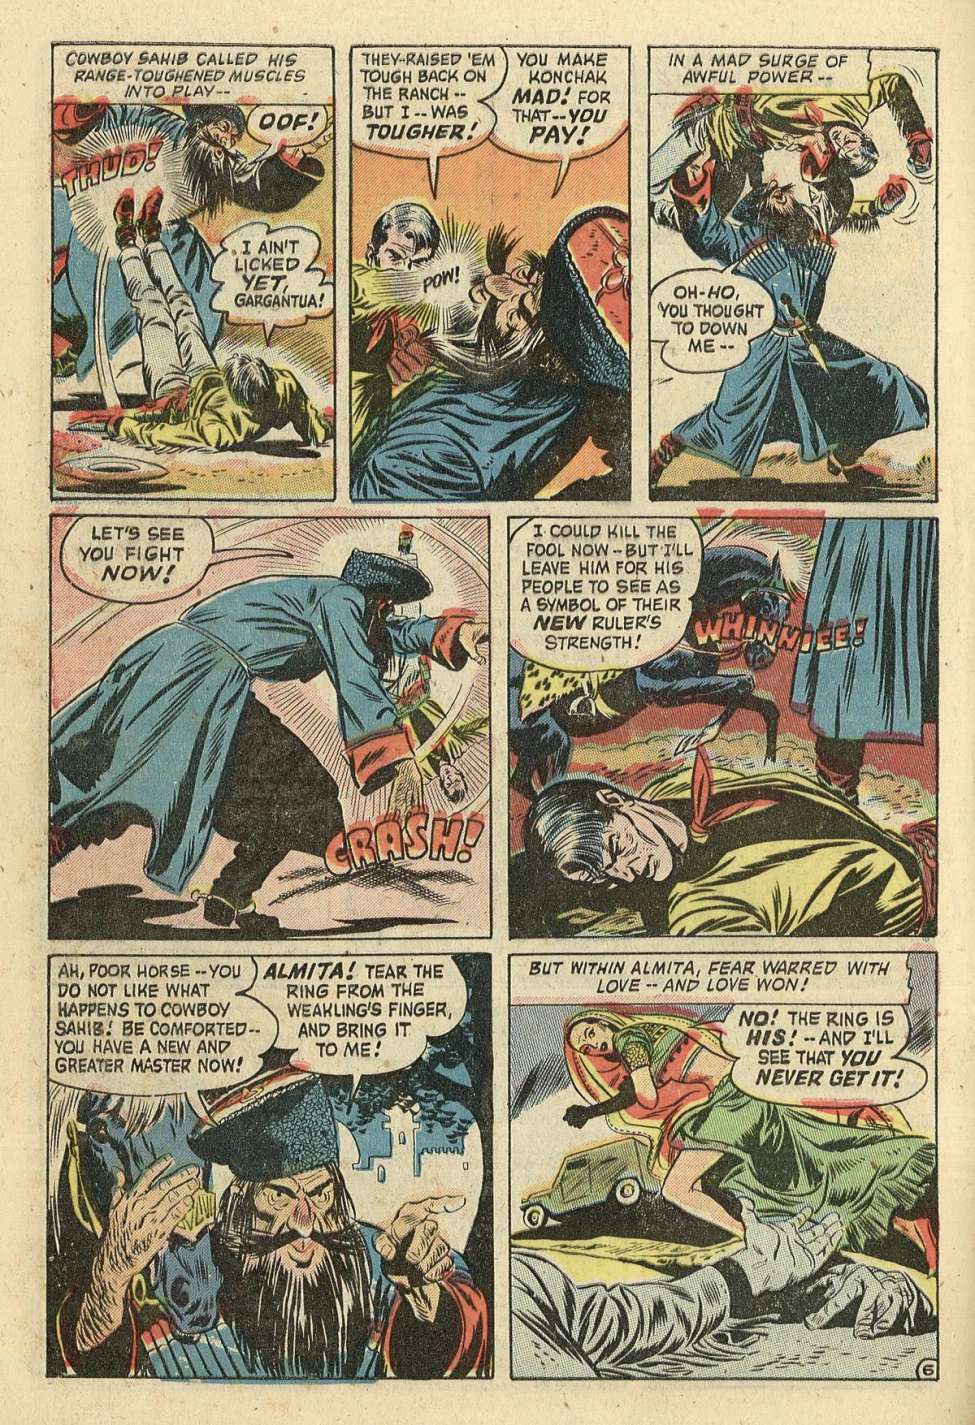 COWBOY SAHIB CALLED HIS
RANGE-TOUGHENED MUSCLES
INTO PLAY--
OOF!
THUD!
I AIN'T
LICKED
YET,
GARGANTUA!
THEY-RAISED 'EM
TOUGH BACK ON
THE RANCH--
BUT I--WAS
TOUGHER!
YOU MAKE
KONCHAK
MAD! FOR
THAT--YOU
PAY!
POW!
IN A MAD SURGE OF
AWFUL POWER--
OH-HO,
YOU THOUGHT
TO DOWN
ME--
LET'S SEE
YOU FIGHT
NOW!
CRASH!
I COULD KILL THE
FOOL NOW--BUT I'LL
LEAVE HIM FOR HIS
PEOPLE TO SEE AS
A SYMBOL OF THEIR
NEW RULER'S
STRENGTH!
WHINNIEE!
AH, POOR HORSE--YOU
DO NOT LIKE WHAT
HAPPENS TO COWBOY
SAHIB! BE COMFORTED--
YOU HAVE A NEW AND
GREATER MASTER NOW!
ALMITA! TEAR THE
RING FROM THE
WEAKLING'S FINGER,
AND BRING IT
TO ME!
BUT WITHIN ALMITA, FEAR WARRED WITH
LOVE--AND LOVE WON!
NO! THE RING IS
HIS!--AND I'LL
SEE THAT YOU
NEVER GET IT!
6